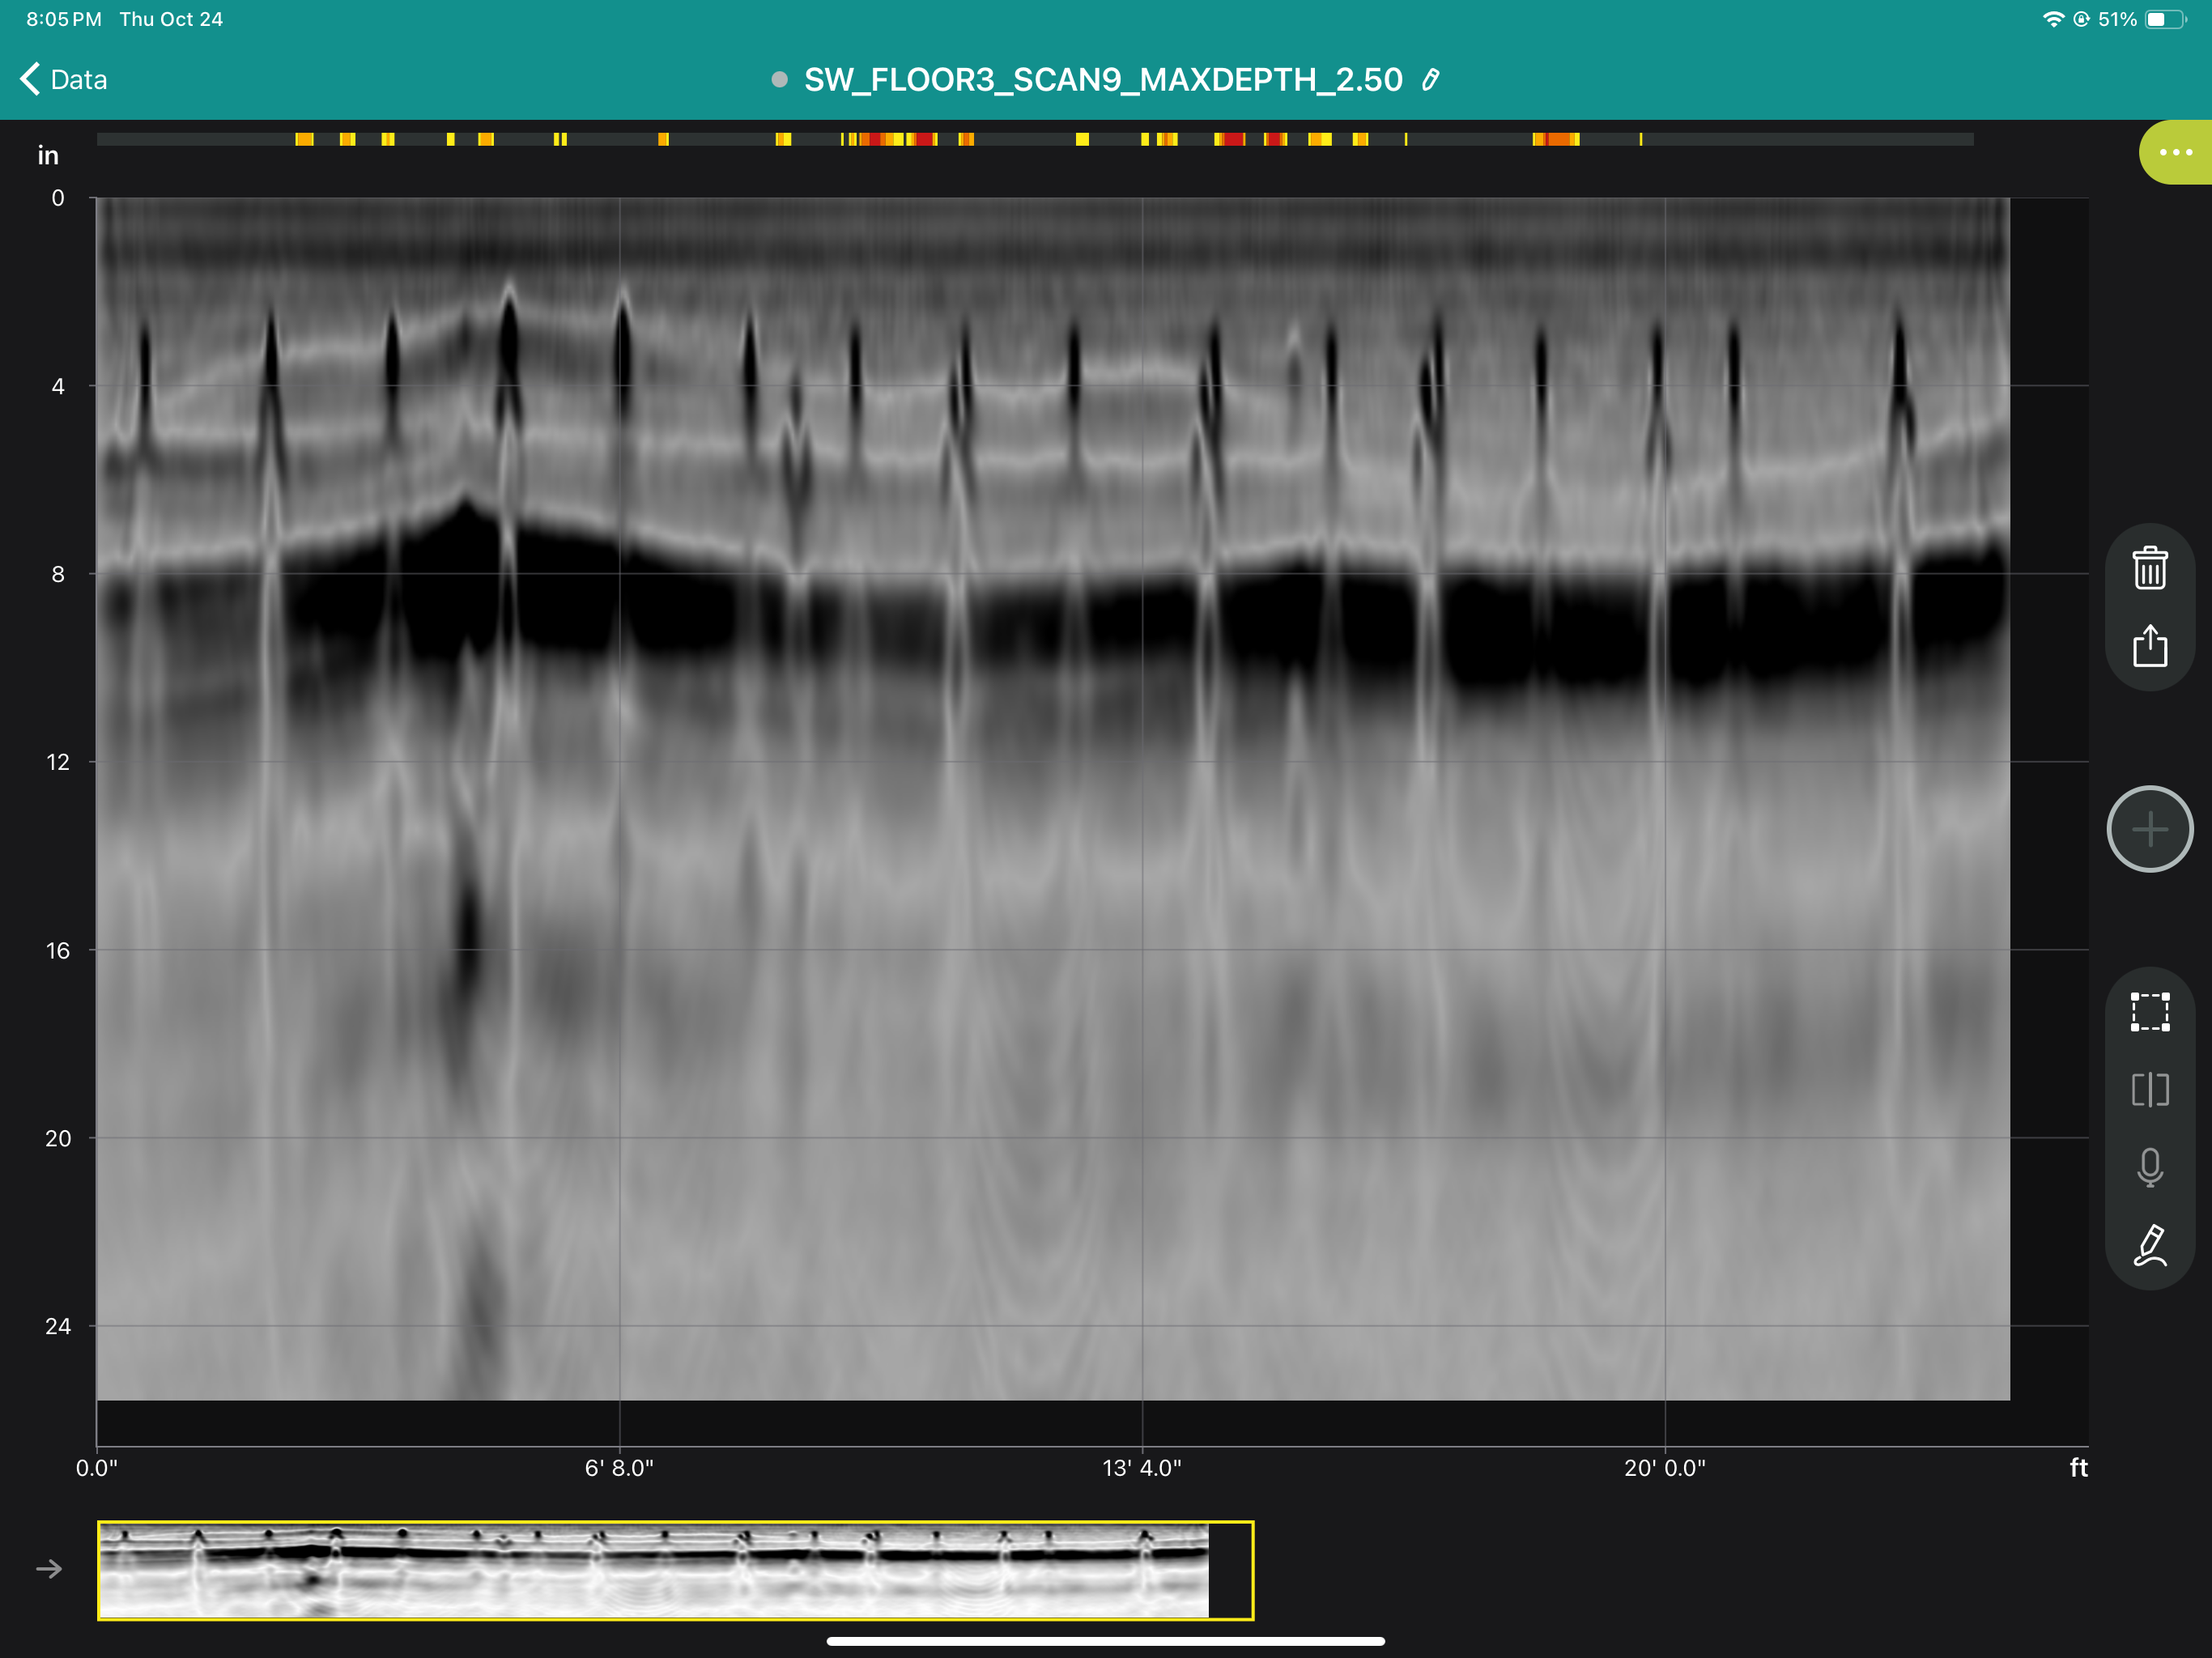 8:05 PM Thu Oct 24
51%
Data
SW_FLOOR3_SCAN9_MAXDEPTH_2.50
in
0
4
8
12
16
20
24
0.0"
6' 8.0"
13' 4.0"
20' 0.0"
ft